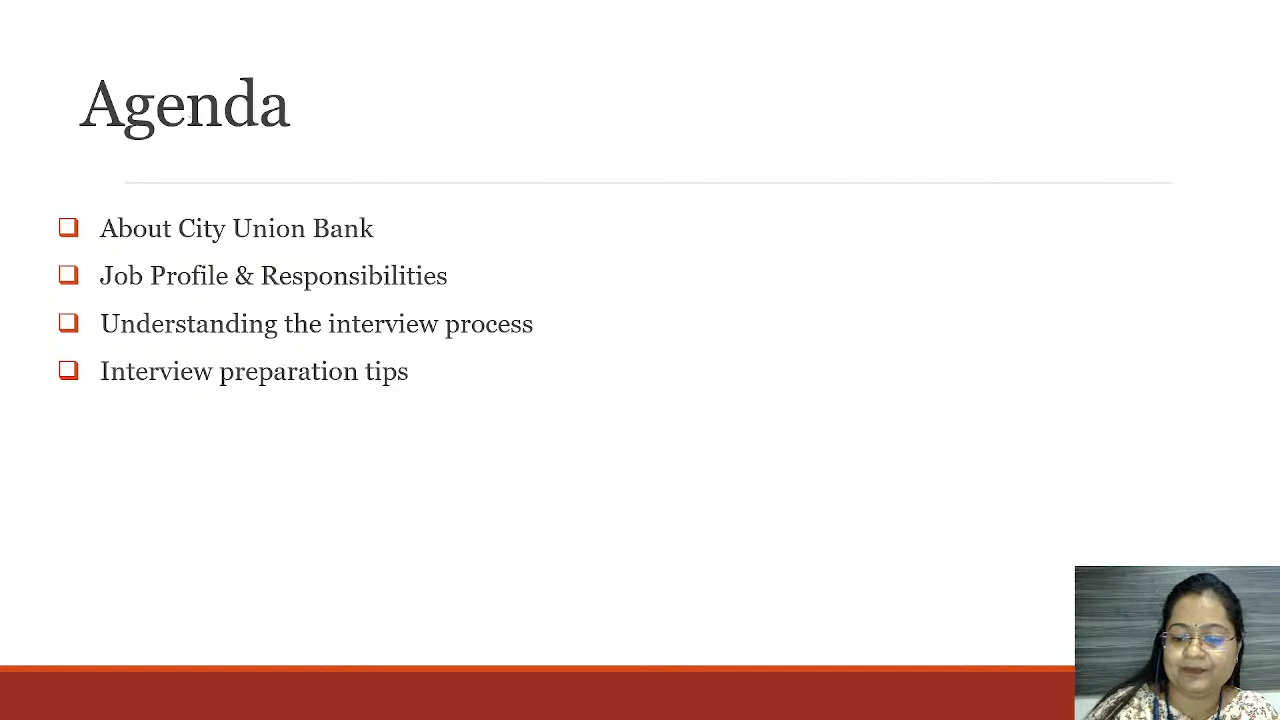 Agenda
About City Union Bank
Job Profile & Responsibilities
Understanding the interview process
Interview preparation tips